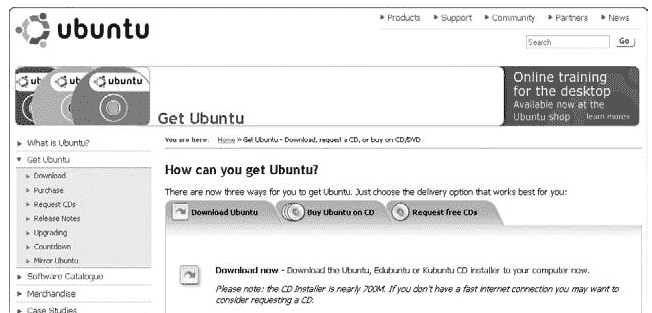 ubuntu
Products Support Community Partners News
Search Go
ubuntu
Get Ubuntu
Online training
for the desktop
Available now at the
Ubuntu shop learn more»
What is Ubuntu?
Get Ubuntu
Download
Purchase
Request CDs
Release Notes
Upgrading
Countdown
Mirror Ubuntu
Software Catalogue
Merchandise
Case Studies
You are here: Home » Get Ubuntu - Download, request a CD, or buy on CD/DVD
How can you get Ubuntu?
There are now three ways for you to get Ubuntu. Just choose the delivery option that works best for you:
Download Ubuntu Buy Ubuntu on CD Request free CDs
Download now - Download the Ubuntu, Edubuntu or Kubuntu CD installer to your computer now.
Please note: the CD Installer is nearly 700M. If you don't have a fast internet connection you may want to
consider requesting a CD.